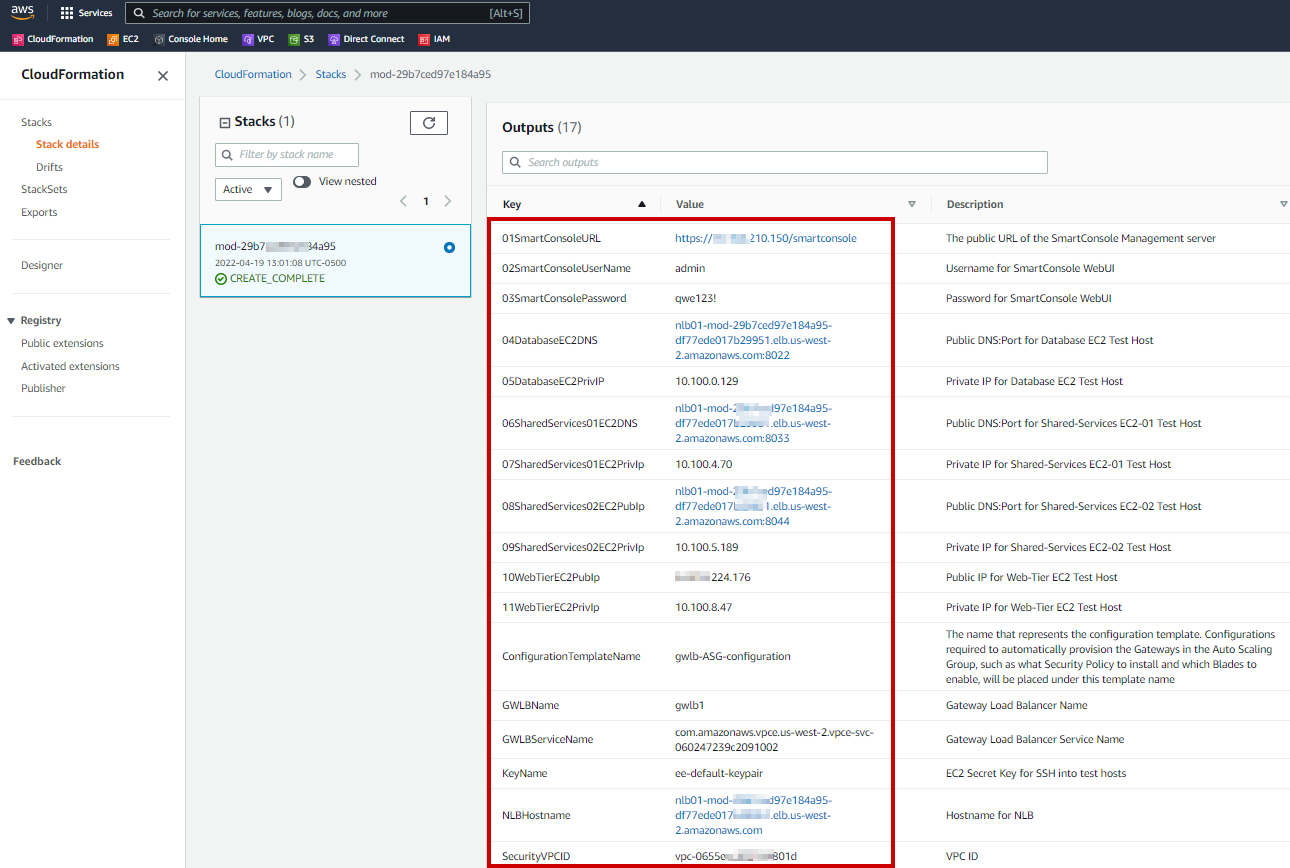 aws
Services
Search for services, features, blogs, docs, and more
[Alt+S]
CloudFormation
EC2
Console Home
VPC
S3
Direct Connect
IAM
CloudFormation
Stacks
Stack details
Drifts
StackSets
Exports
Designer
Registry
Public extensions
Activated extensions
Publisher
Feedback
CloudFormation > Stacks > mod-29b7ced97e184a95
Stacks (1)
Filter by stack name
Active
View nested
1
mod-29b7 84a95
2022-04-19 13:01:08 UTC-0500
CREATE_COMPLETE
Outputs (17)
Search outputs
Key Value Description
01SmartConsoleURL https:// .210.150/smartconsole The public URL of the SmartConsole Management server
02SmartConsoleUserName admin Username for SmartConsole WebUI
03SmartConsolePassword qwe123! Password for SmartConsole WebUI
04DatabaseEC2DNS nlb01-mod-29b7ced97e184a95-
df77ede017b29951.elb.us-west-
2.amazonaws.com:8022
Public DNS:Port for Database EC2 Test Host
05DatabaseEC2PrivIP 10.100.0.129 Private IP for Database EC2 Test Host
06SharedServices01EC2DNS nlb01-mod- d97e184a95-
df77ede017 .elb.us-west-
2.amazonaws.com:8033
Public DNS:Port for Shared-Services EC2-01 Test Host
07SharedServices01EC2PrivIp 10.100.4.70 Private IP for Shared-Services EC2-01 Test Host
08SharedServices02EC2PubIp nlb01-mod- d97e184a95-
df77ede017 1.elb.us-west-
2.amazonaws.com:8044
Public DNS:Port for Shared-Services EC2-02 Test Host
09SharedServices02EC2PrivIp 10.100.5.189 Private IP for Shared-Services EC2-02 Test Host
10WebTierEC2PubIp 224.176 Public IP for Web-Tier EC2 Test Host
11WebTierEC2PrivIp 10.100.8.47 Private IP for Web-Tier EC2 Test Host
ConfigurationTemplateName gwlb-ASG-configuration
The name that represents the configuration template. Configurations
required to automatically provision the Gateways in the Auto Scaling
Group, such as what Security Policy to install and which Blades to
enable, will be placed under this template name
GWLBName gwlb1 Gateway Load Balancer Name
GWLBServiceName com.amazonaws.vpce.us-west-2.vpce-svc-
060247239c2091002
Gateway Load Balancer Service Name
KeyName ee-default-keypair EC2 Secret Key for SSH into test hosts
NLBHostname nlb01-mod- d97e184a95-
df77ede017 .elb.us-west-
2.amazonaws.com
Hostname for NLB
SecurityVPCID vpc-0655e 801d VPC ID